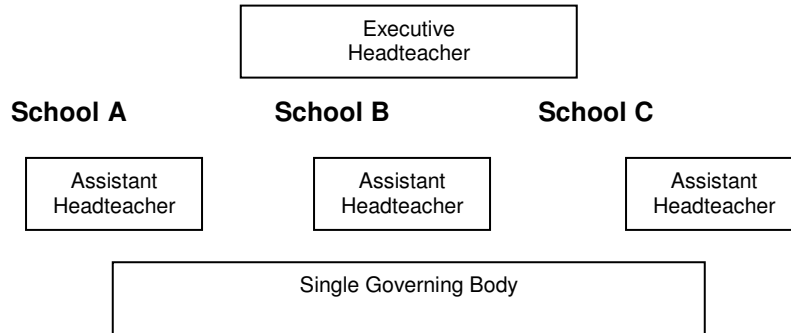 Executive
Headteacher
School A School B School C
Assistant Assistant Assistant
Headteacher Headteacher Headteacher
Single Governing Body